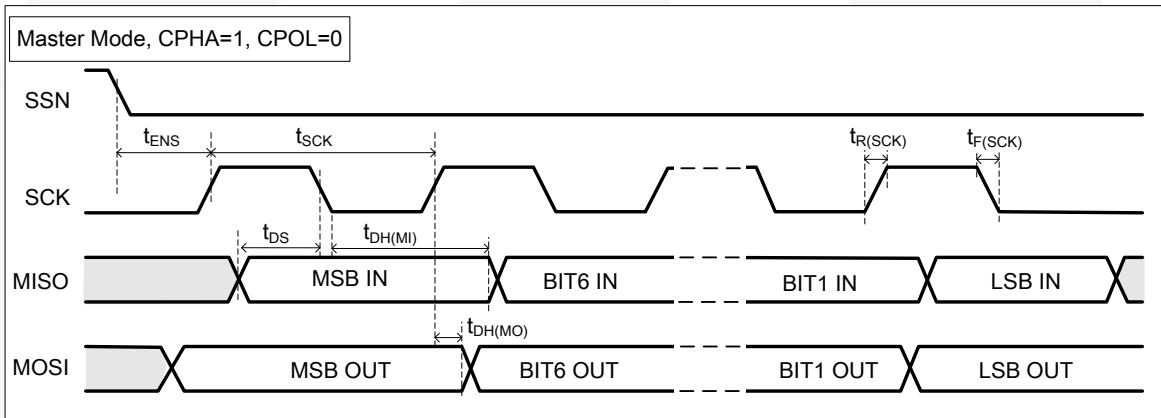 Master Mode, CPHA=1, CPOL=0
SSN
tENS
tSCK
tR(SCK)
tF(SCK)
SCK
tDS
tDH(MI)
MISO
MSB IN
BIT6 IN
BIT1 IN
LSB IN
tDH(MO)
MOSI
MSB OUT
BIT6 OUT
BIT1 OUT
LSB OUT